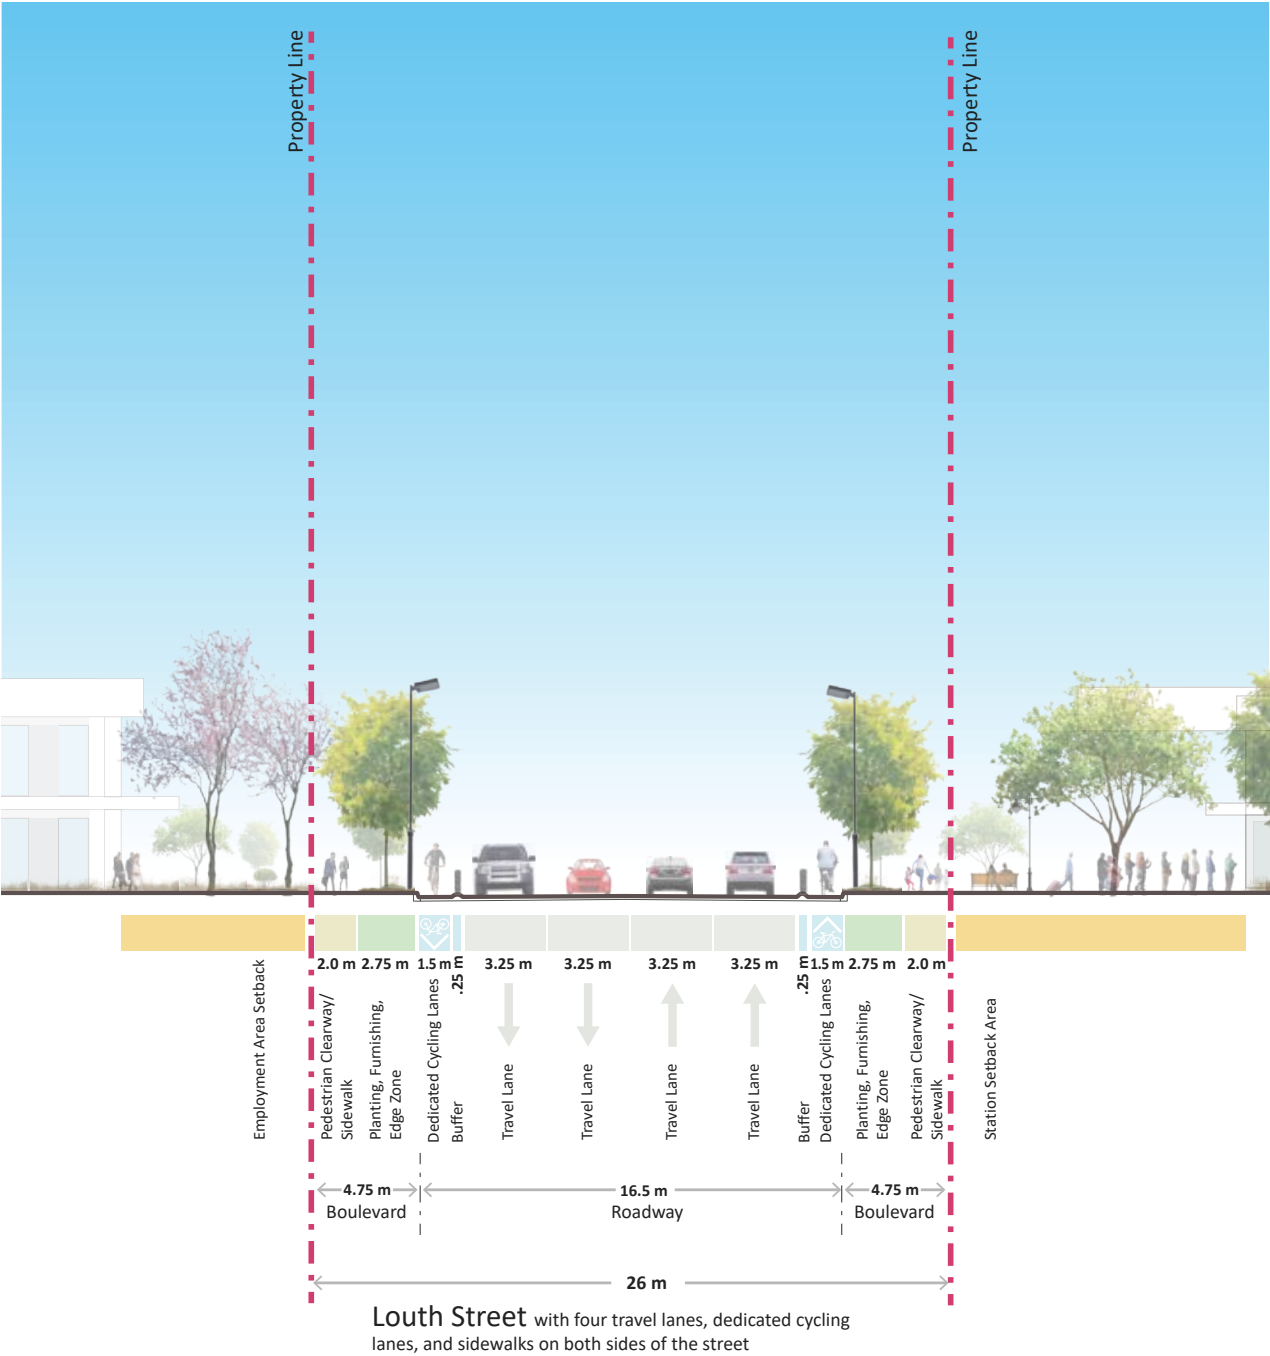 Property Line
Property Line
2.0 m
2.75 m
1.5 m
.25 m
3.25 m
3.25 m
3.25 m
3.25 m
.25 m
1.5 m
2.75 m
2.0 m
Employment Area Setback
Pedestrian Clearway/
Sidewalk
Planting, Furnishing,
Edge Zone
Dedicated Cycling Lanes
Buffer
Travel Lane
Travel Lane
Travel Lane
Travel Lane
Buffer
Dedicated Cycling Lanes
Planting, Furnishing,
Edge Zone
Pedestrian Clearway/
Sidewalk
Station Setback Area
4.75 m
Boulevard
16.5 m
Roadway
4.75 m
Boulevard
26 m
Louth Street with four travel lanes, dedicated cycling
lanes, and sidewalks on both sides of the street